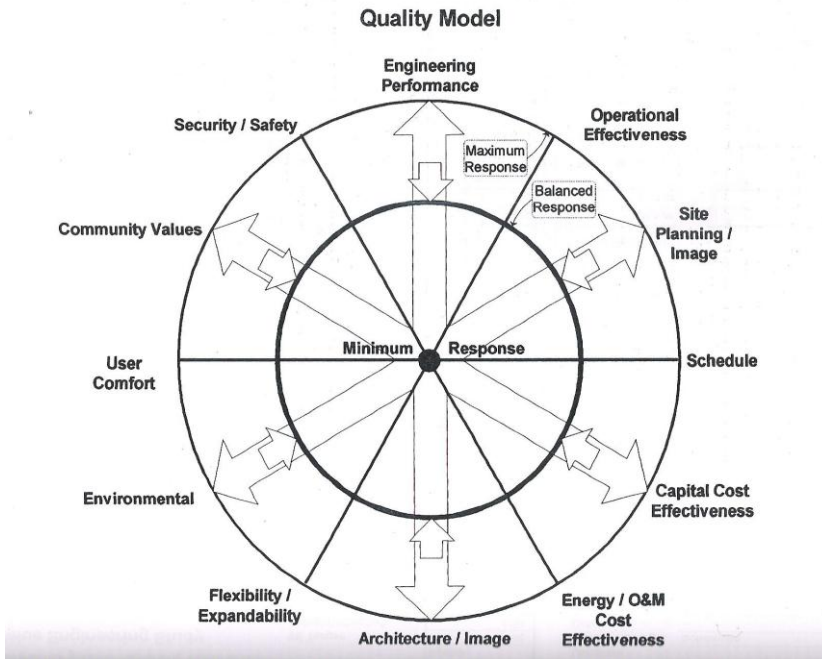 Quality Model
Engineering
Performance
Security / Safety
Operational
Effectiveness
Maximum
Response
Balanced
Response
Community Values
Site
Planning /
Image
Minimum Response
User
Comfort
Schedule
Environmental
Capital Cost
Effectiveness
Flexibility /
Expandability
Architecture / Image
Energy / O&M
Cost
Effectiveness